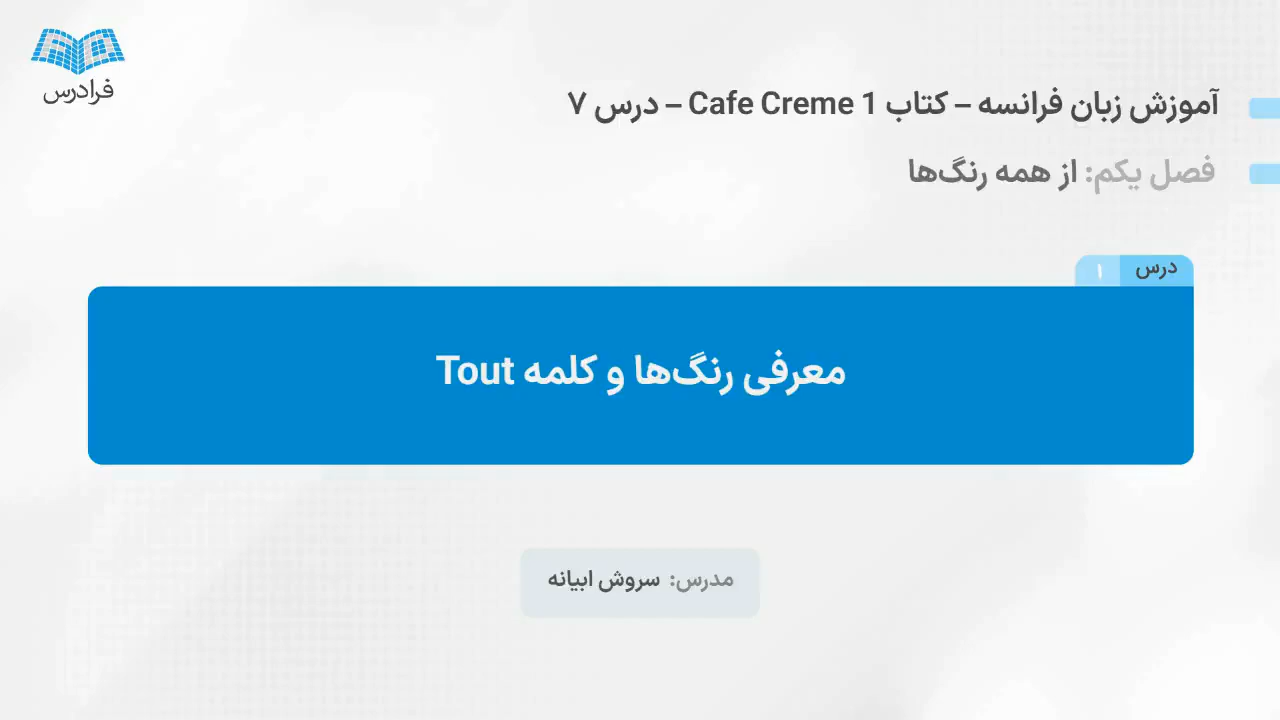 فرادرس
آموزش زبان فرانسه – کتاب Cafe Creme 1 – درس ۷
فصل یکم: از همه رنگ‌ها
درس ۱
معرفی رنگ‌ها و کلمه Tout
مدرس: سروش ابیانه